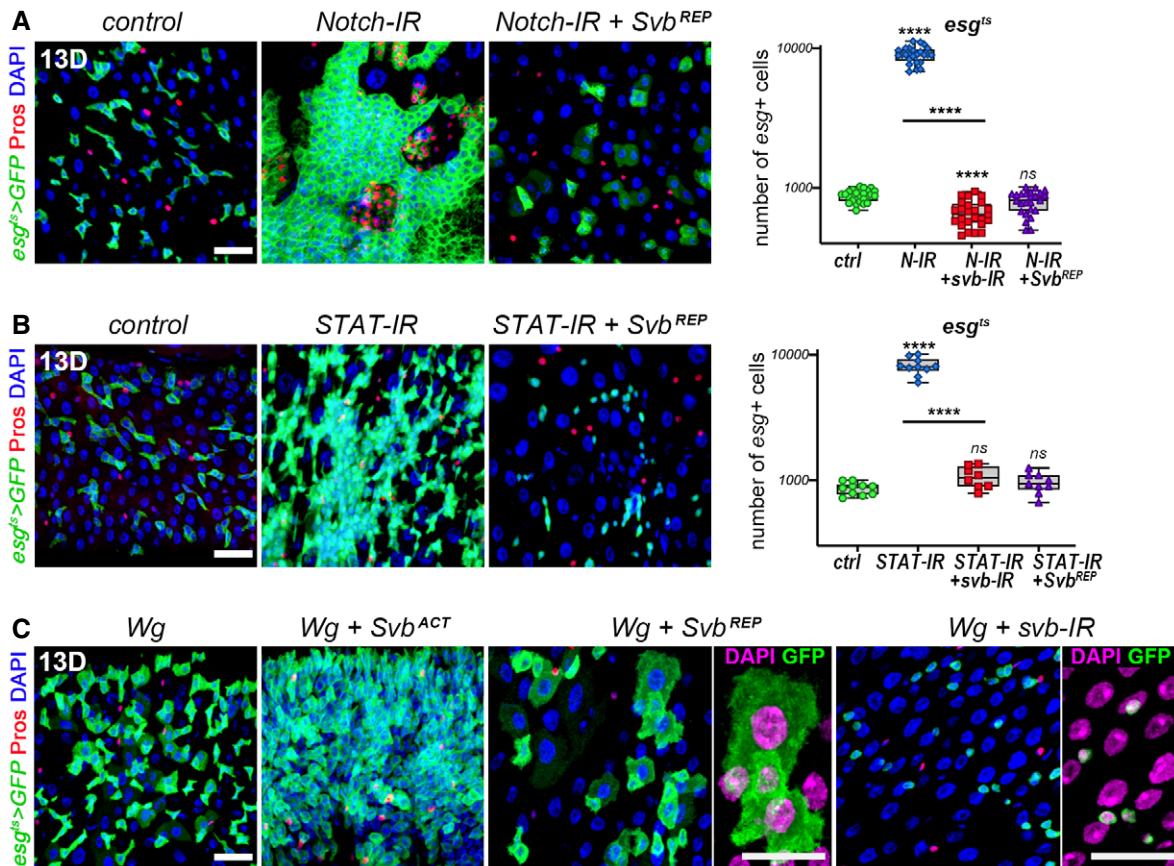 A
control
Notch-IR
Notch-IR + Svb^REP
esg^ts>GFP Pros DAPI
13D
esg^ts
number of esg+ cells
10000
1000
****
****
****
ns
ctrl
N-IR
N-IR +svb-IR
N-IR +Svb^REP
B
control
STAT-IR
STAT-IR + Svb^REP
esg^ts>GFP Pros DAPI
13D
esg^ts
number of esg+ cells
10000
1000
****
****
ns
ns
ctrl
STAT-IR
STAT-IR +svb-IR
STAT-IR +Svb^REP
C
Wg
Wg + Svb^ACT
Wg + Svb^REP
Wg + svb-IR
esg^ts>GFP Pros DAPI
13D
DAPI GFP
DAPI GFP